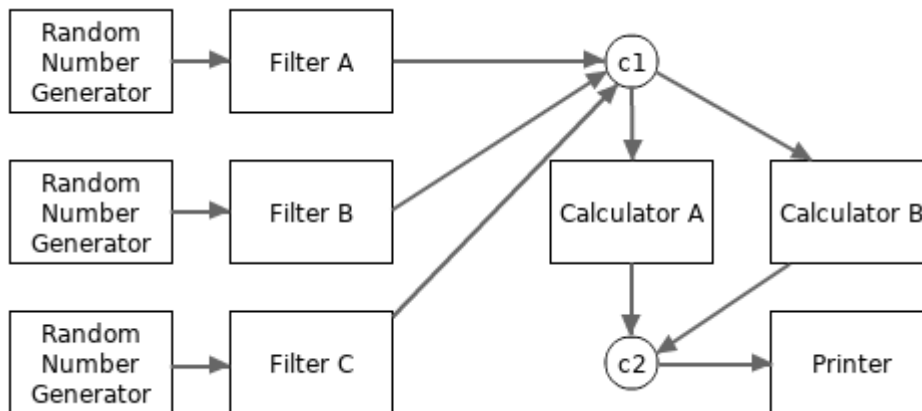 Random
Number
Generator
Filter A
c1
Random
Number
Generator
Filter B
Calculator A
Calculator B
Random
Number
Generator
Filter C
c2
Printer